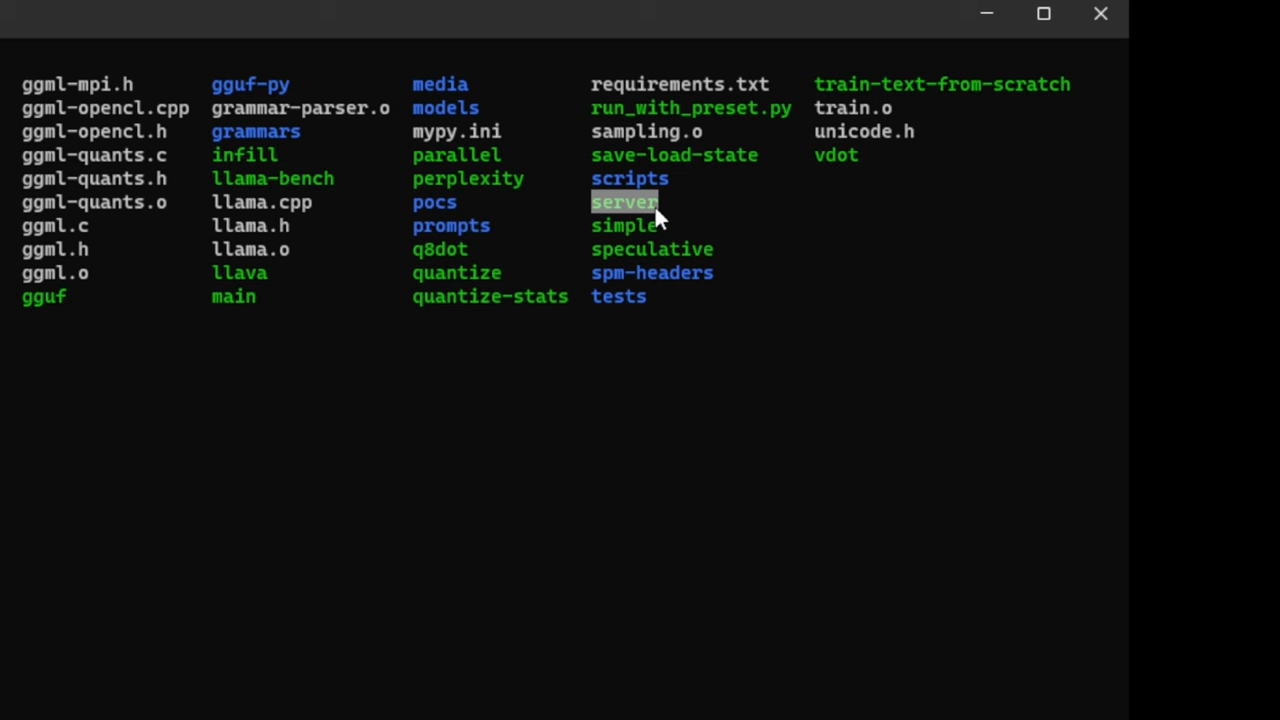 ggml-mpi.h gguf-py media requirements.txt train-text-from-scratch
ggml-opencl.cpp grammar-parser.o models run_with_preset.py train.o
ggml-opencl.h grammars mypy.ini sampling.o unicode.h
ggml-quants.c infill parallel save-load-state vdot
ggml-quants.h llama-bench perplexity scripts
ggml-quants.o llama.cpp pocs server
ggml.c llama.h prompts simple
ggml.h llama.o q8dot speculative
ggml.o llava quantize spm-headers
gguf main quantize-stats tests